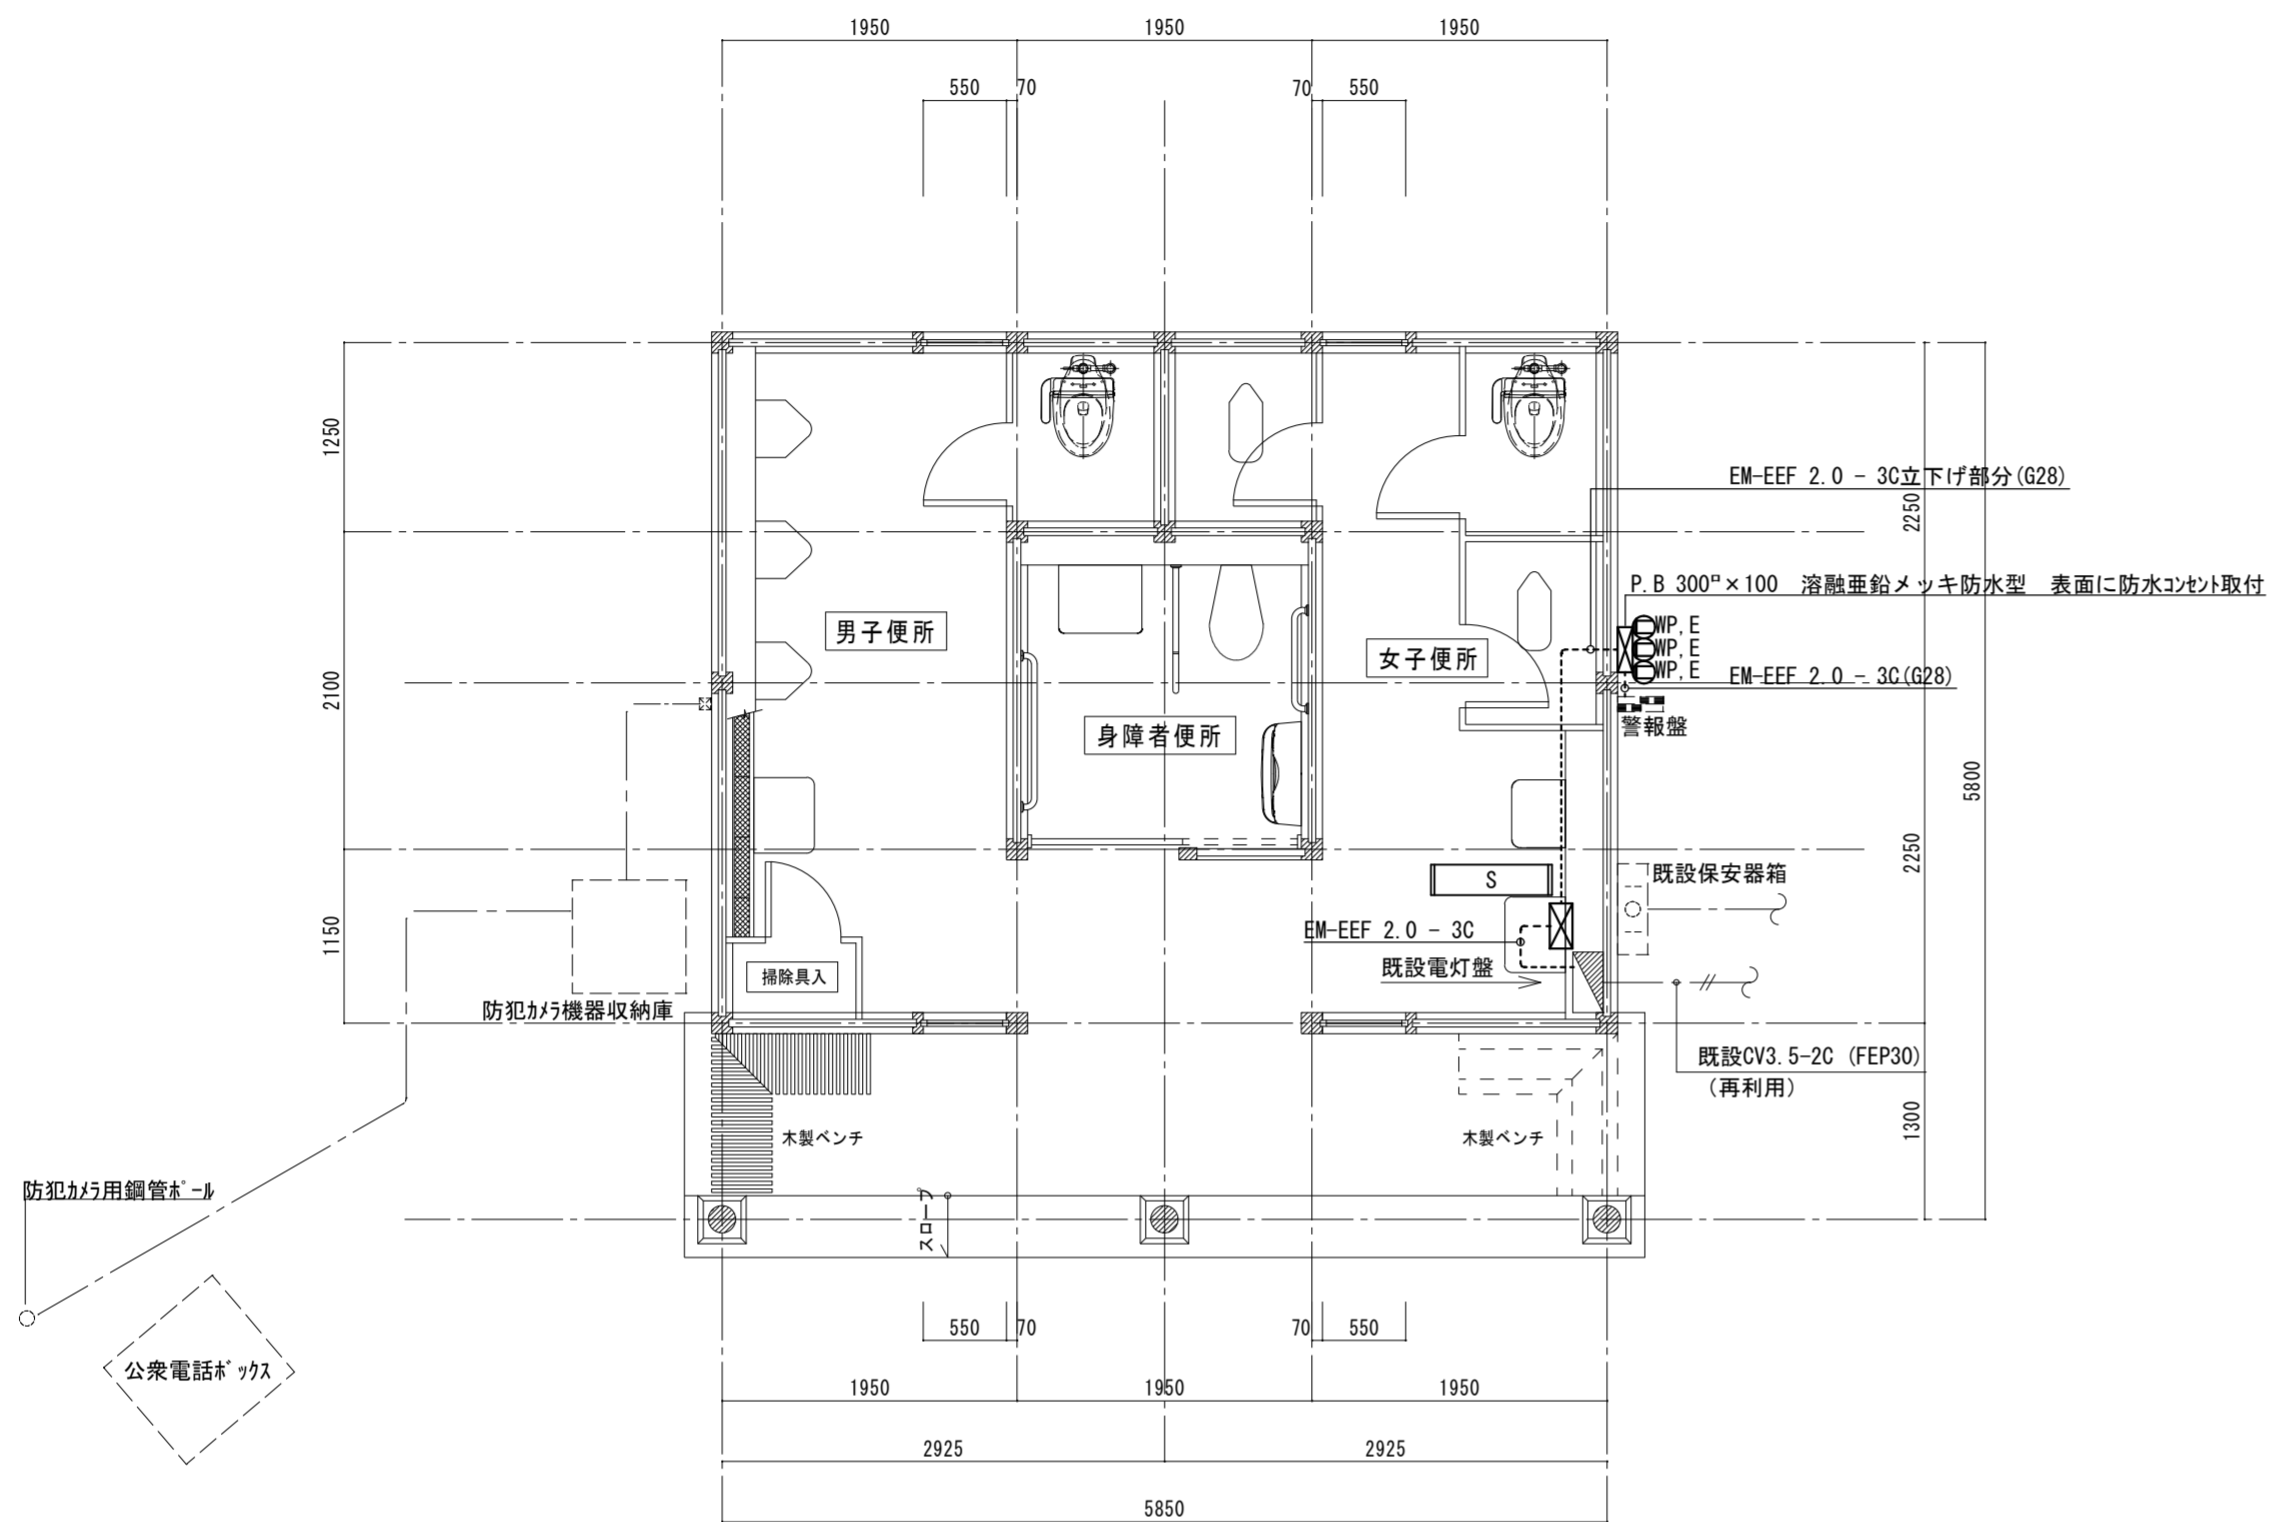 1950 1950 1950
550 70 70 550
1250
EM-EEF 2.0 - 3C立下げ部分(G28)
2250
P.B 300□×100 溶融亜鉛メッキ防水型 表面に防水ｺﾝｾﾝﾄ取付
男子便所
WP,E
女子便所
WP,E
WP,E
2100
EM-EEF 2.0 - 3C(G28)
身障者便所
警報盤
5800
2250
既設保安器箱
S
1150
EM-EEF 2.0 - 3C
既設電灯盤
掃除具入
防犯ｶﾒﾗ機器収納庫
既設CV3.5-2C (FEP30)
(再利用)
1300
木製ベンチ
木製ベンチ
防犯ｶﾒﾗ用鋼管ﾎﾟｰﾙ
スロープ
550 70 70 550
公衆電話ﾎﾞｯｸｽ
1950 1950 1950
2925 2925
5850